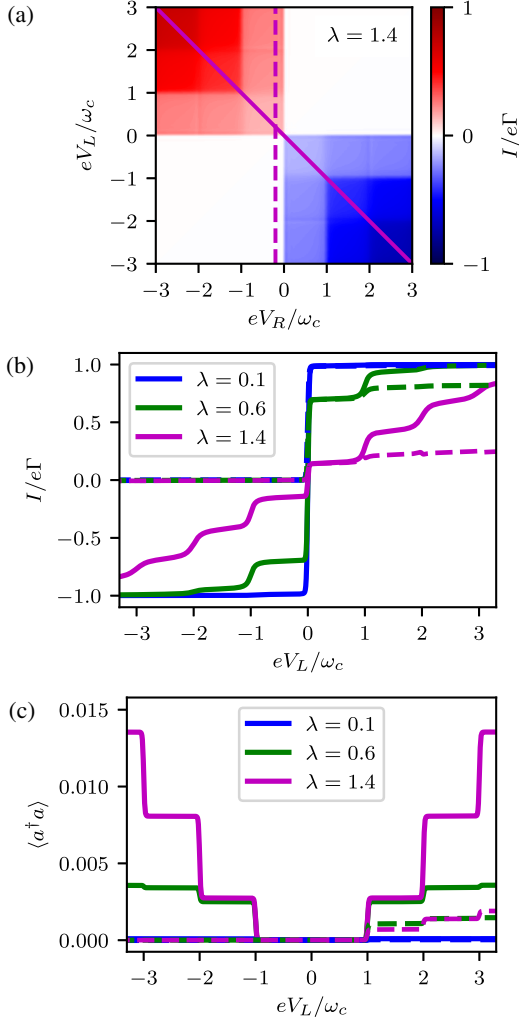 (a)
λ = 1.4
eV_L/ω_c
3
2
1
0
−1
−2
−3
−3 −2 −1 0 1 2 3
eV_R/ω_c
1
0
−1
I/eΓ
(b)
λ = 0.1
λ = 0.6
λ = 1.4
I/eΓ
1.0
0.5
0.0
−0.5
−1.0
−3 −2 −1 0 1 2 3
eV_L/ω_c
(c)
λ = 0.1
λ = 0.6
λ = 1.4
⟨a†a⟩
0.015
0.010
0.005
0.000
−3 −2 −1 0 1 2 3
eV_L/ω_c